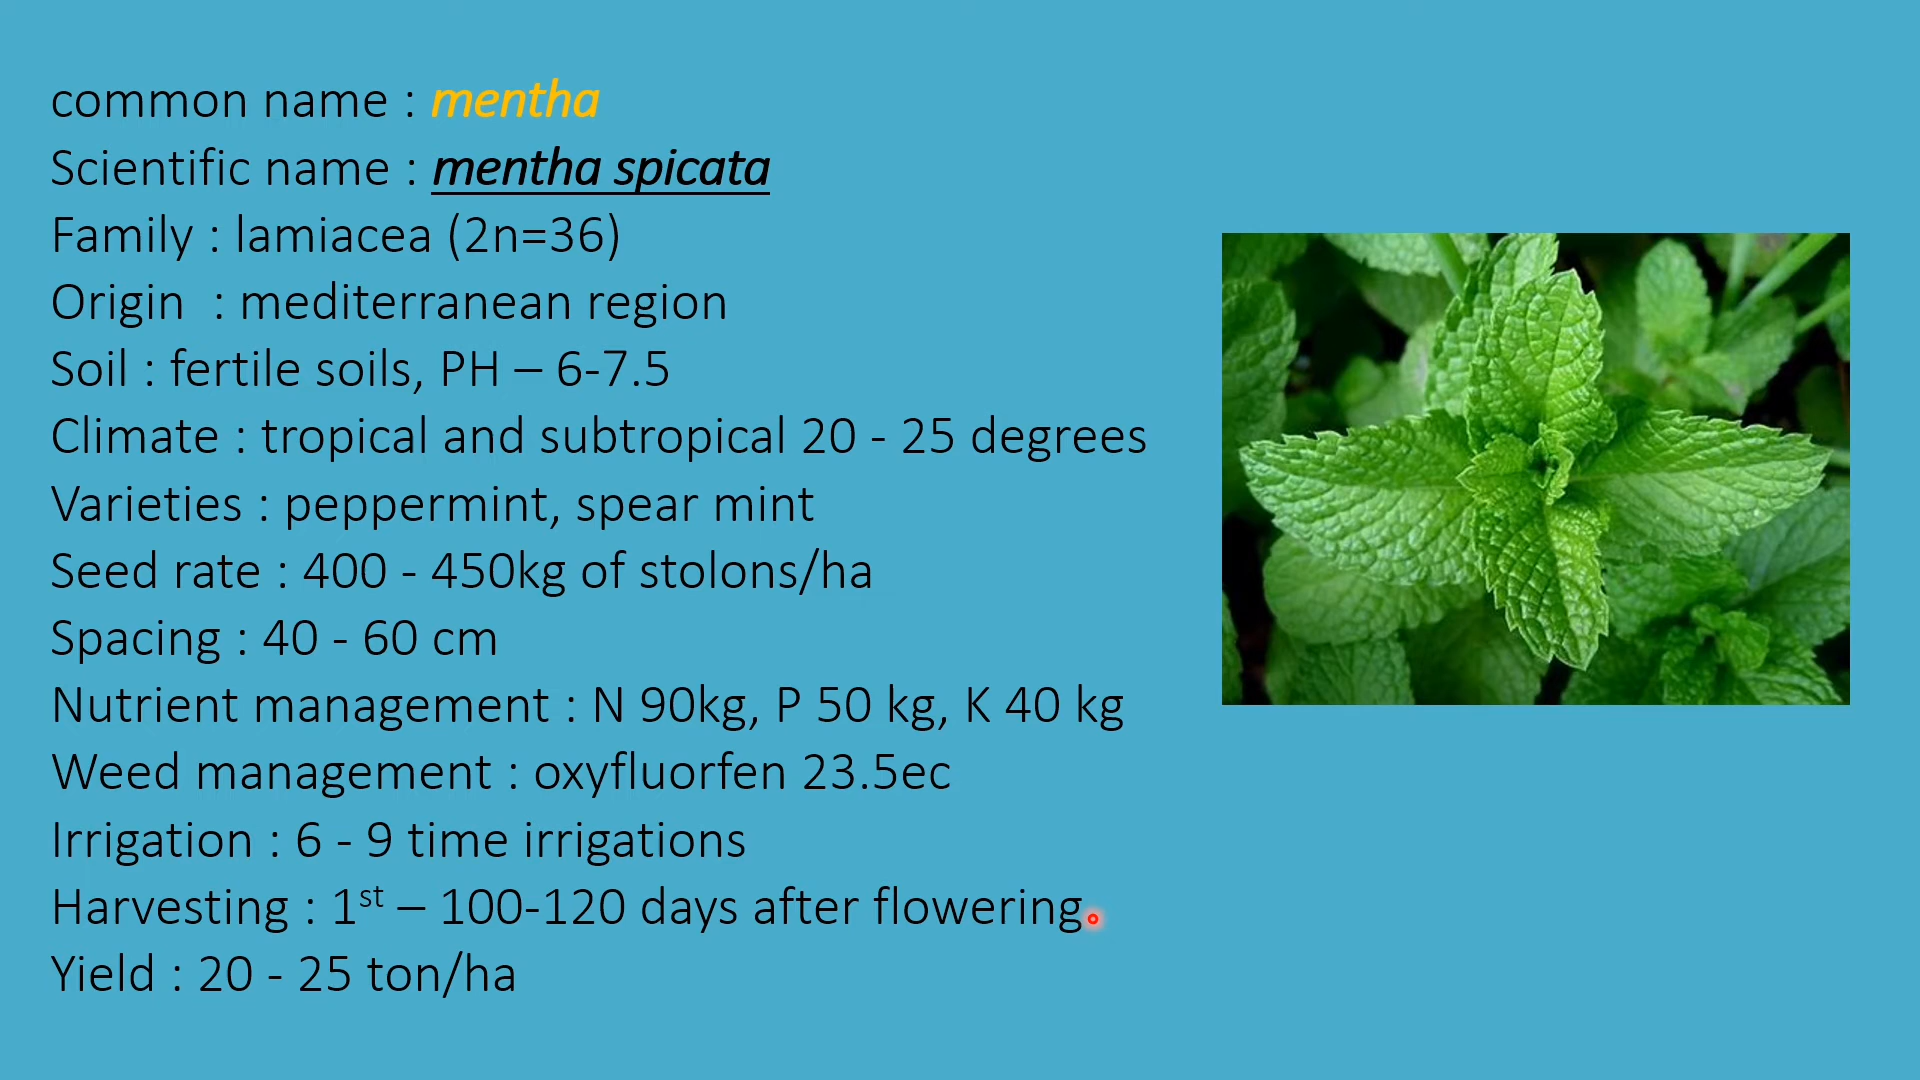 common name : mentha
Scientific name : mentha spicata
Family : lamiacea (2n=36)
Origin  : mediterranean region
Soil : fertile soils, PH – 6-7.5
Climate : tropical and subtropical 20 - 25 degrees
Varieties : peppermint, spear mint
Seed rate : 400 - 450kg of stolons/ha
Spacing : 40 - 60 cm
Nutrient management : N 90kg, P 50 kg, K 40 kg
Weed management : oxyfluorfen 23.5ec
Irrigation : 6 - 9 time irrigations
Harvesting : 1st – 100-120 days after flowering
Yield : 20 - 25 ton/ha